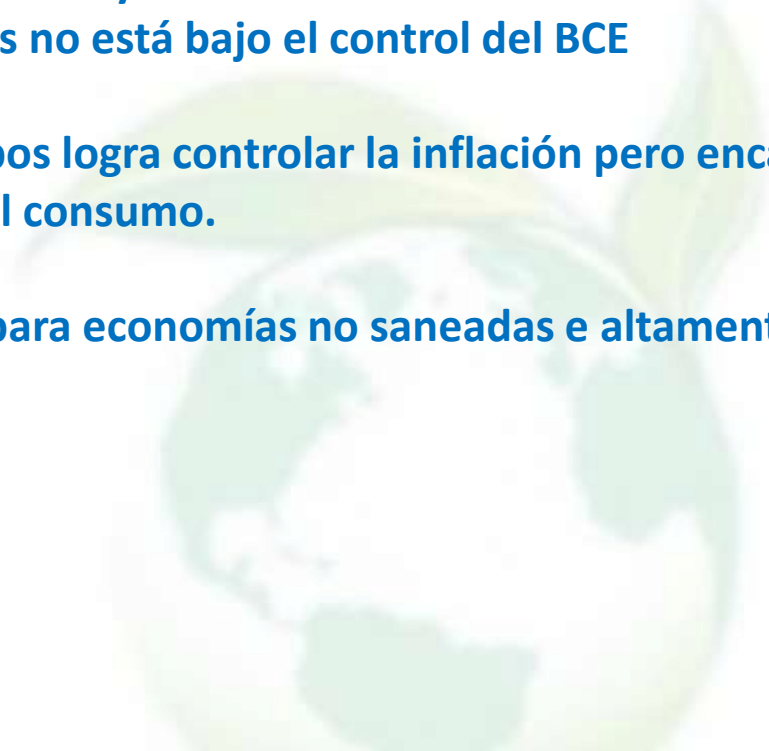 s no está bajo el control del BCE
pos logra controlar la inflación pero enca
l consumo.
para economías no saneadas e altament